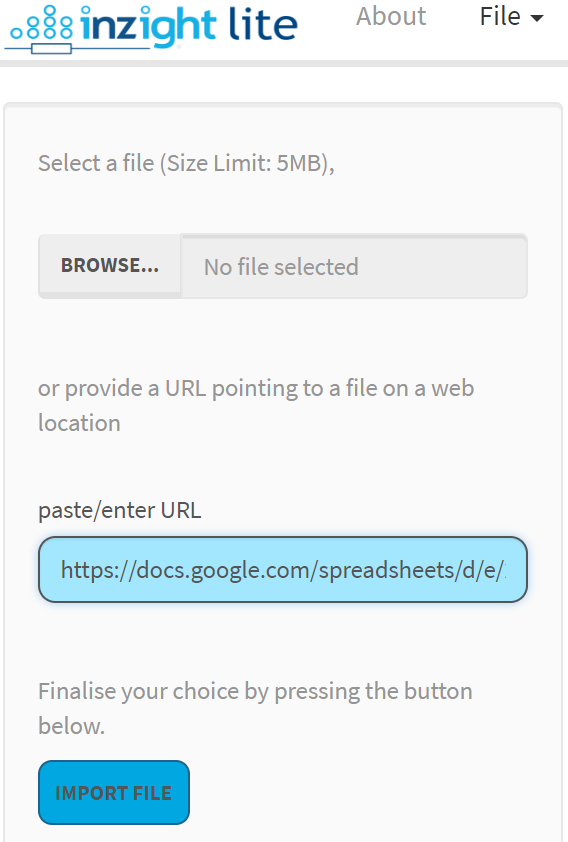 inzight lite
About
File
Select a file (Size Limit: 5MB),
BROWSE...
No file selected
or provide a URL pointing to a file on a web
location
paste/enter URL
https://docs.google.com/spreadsheets/d/e/
Finalise your choice by pressing the button
below.
IMPORT FILE